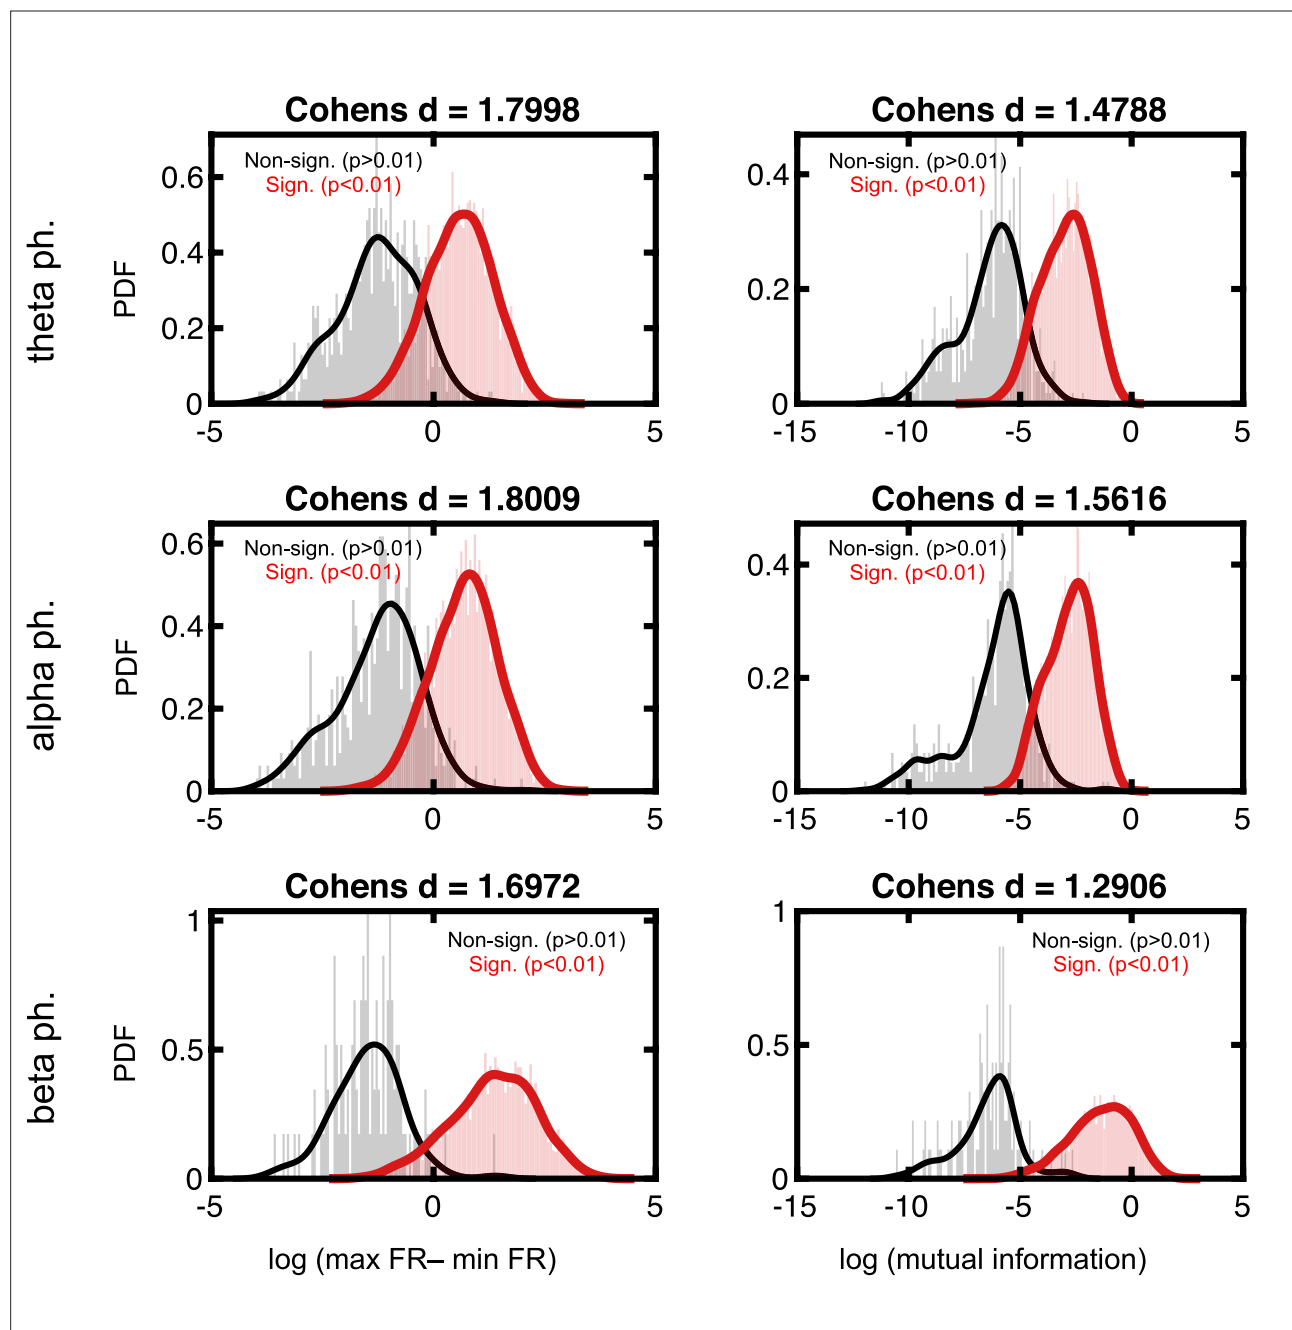 Cohens d = 1.7998
Cohens d = 1.4788
theta ph.
PDF
Non-sign. (p>0.01)
Sign. (p<0.01)
0.6
0.4
0.2
0
-5
0
5
Non-sign. (p>0.01)
Sign. (p<0.01)
0.4
0.2
0
-15
-10
-5
0
5
Cohens d = 1.8009
Cohens d = 1.5616
alpha ph.
PDF
Non-sign. (p>0.01)
Sign. (p<0.01)
0.6
0.4
0.2
0
-5
0
5
Non-sign. (p>0.01)
Sign. (p<0.01)
0.4
0.2
0
-15
-10
-5
0
5
Cohens d = 1.6972
Cohens d = 1.2906
beta ph.
PDF
Non-sign. (p>0.01)
Sign. (p<0.01)
1
0.5
0
-5
0
5
Non-sign. (p>0.01)
Sign. (p<0.01)
1
0.5
0
-15
-10
-5
0
5
log (max FR– min FR)
log (mutual information)